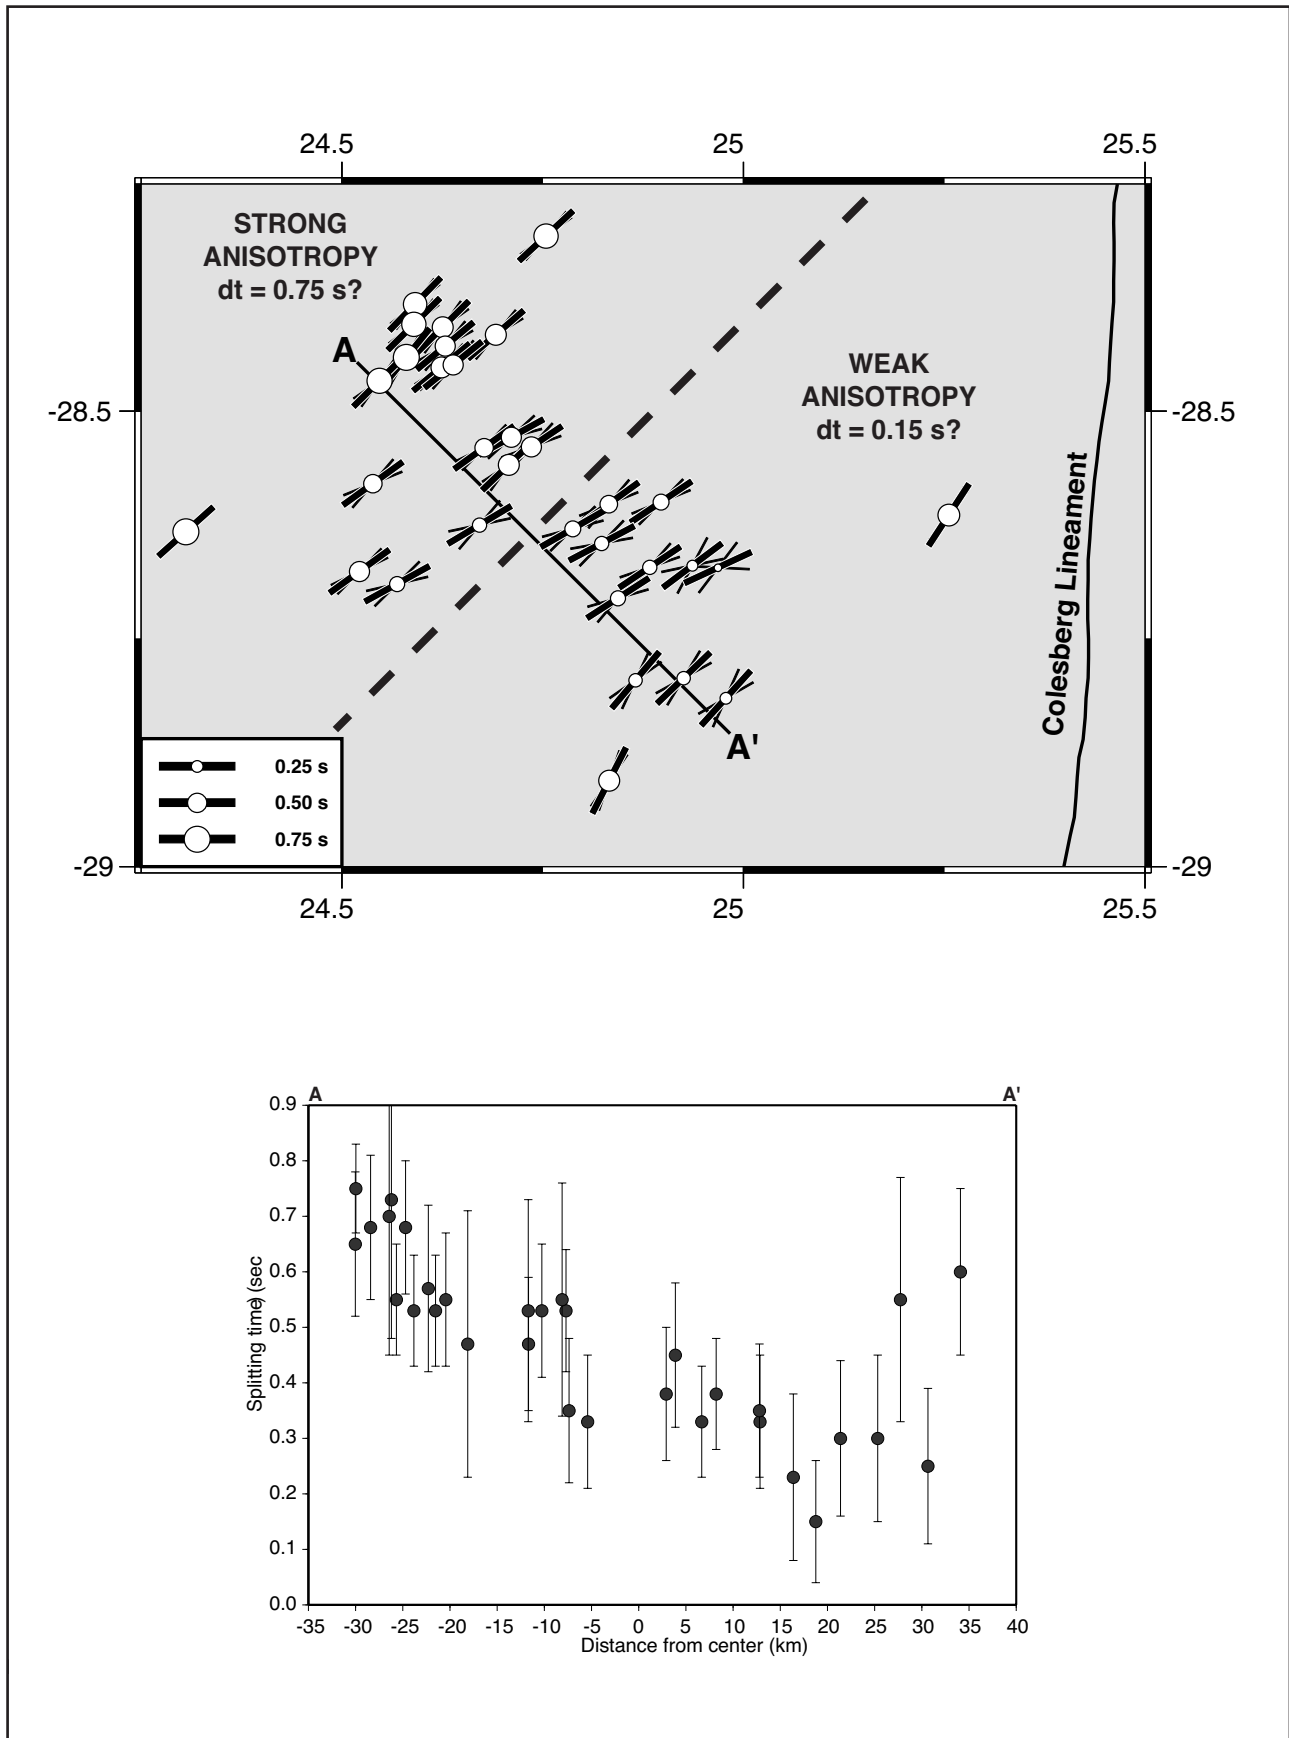 24.5
25
25.5
STRONG
ANISOTROPY
dt = 0.75 s?
A
WEAK
ANISOTROPY
dt = 0.15 s?
-28.5
-28.5
Colesberg Lineament
A'
0.25 s
0.50 s
0.75 s
-29
-29
24.5
25
25.5
A
A'
0.9
0.8
0.7
0.6
0.5
0.4
0.3
0.2
0.1
0.0
Splitting time) (sec
-35 -30 -25 -20 -15 -10 -5 0 5 10 15 20 25 30 35 40
Distance from center (km)